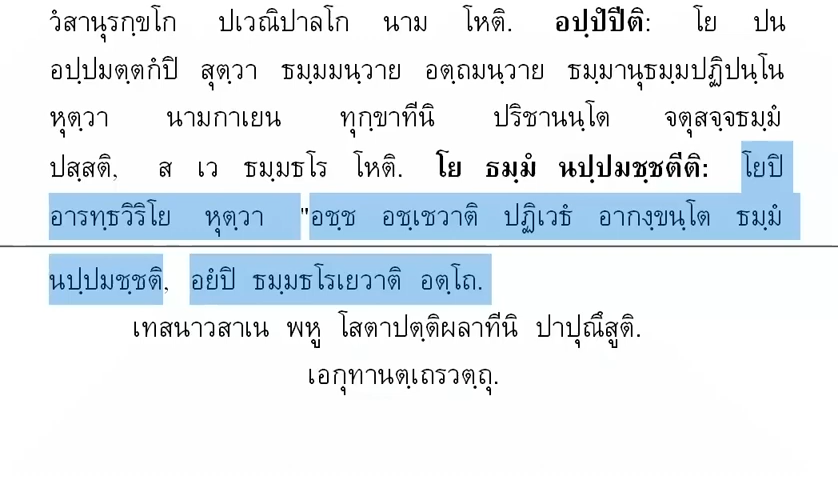 วํสานุรกฺขโก ปเวณิปาลโก นาม โหติ. อปฺปํปีติ: โย ปน
อปฺปมตฺตกํปิ สุตฺวา ธมฺมมนฺวาย อตฺถมนฺวาย ธมฺมานุธมฺมปฏิปนฺโน
หุตฺวา นามกาเยน ทุกฺขาทีนิ ปริชานนฺโต จตุสจฺจธมฺมํ
ปสฺสติ, ส เว ธมฺมธโร โหติ. โย ธมฺมํ นปฺปมชฺชตีติ: โยปิ
อารทฺธวิริโย หุตฺวา "อชฺช อชฺเชวาติ ปฏิเวธํ อากงฺขนฺโต ธมฺมํ
นปฺปมชฺชติ, อยํปิ ธมฺมธโรเยวาติ อตฺโถ.
เทสนาวสาเน พหู โสตาปตฺติผลาทีนิ ปาปุณึสูติ.
เอกุทานตฺเถรวตฺถุ.